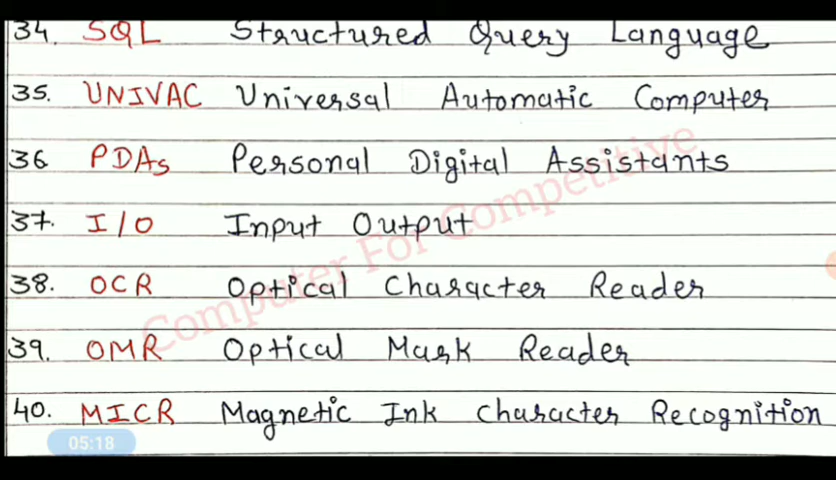 34. SQL Structured Query Language
35. UNIVAC Universal Automatic Computer
36 PDAs Personal Digital Assistants
37. I/O Input Output
38. OCR Optical Character Reader
39. OMR Optical Mark Reader
40. MICR Magnetic Ink Character Recognition
Computer For Competitive
05:18